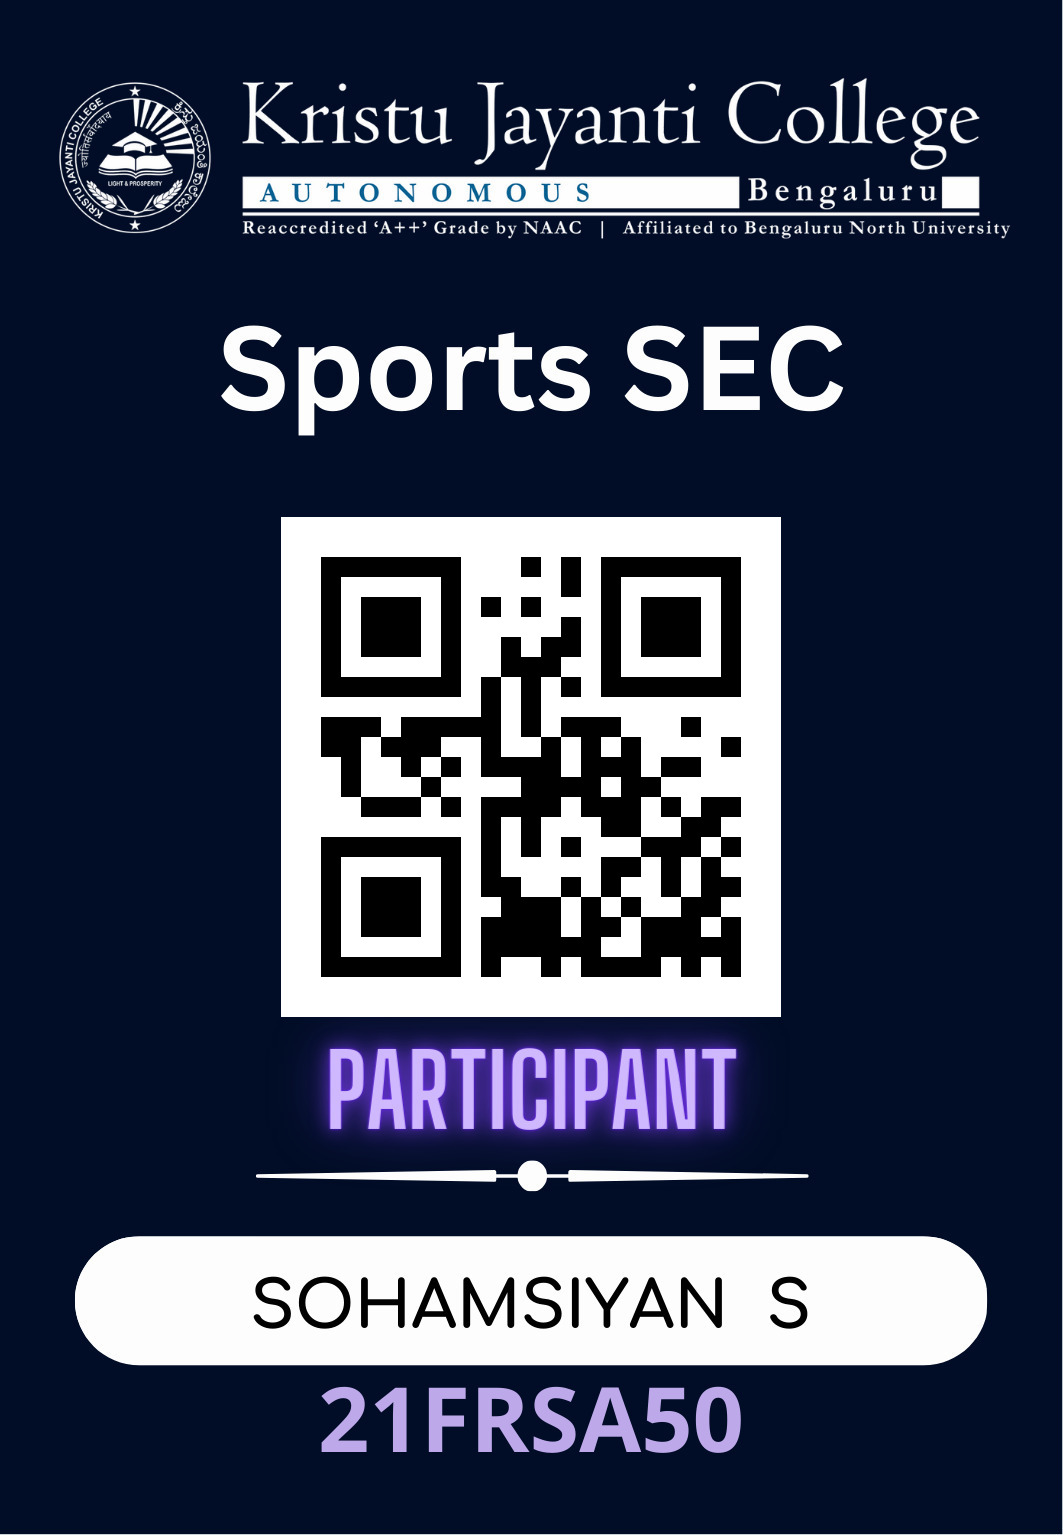 Kristu Jayanti College
AUTONOMOUS Bengaluru
Reaccredited ‘A++’ Grade by NAAC | Affiliated to Bengaluru North University
KRISTU JAYANTI COLLEGE
LIGHT & PROSPERITY
Sports SEC
PARTICIPANT
SOHAMSIYAN S
21FRSA50